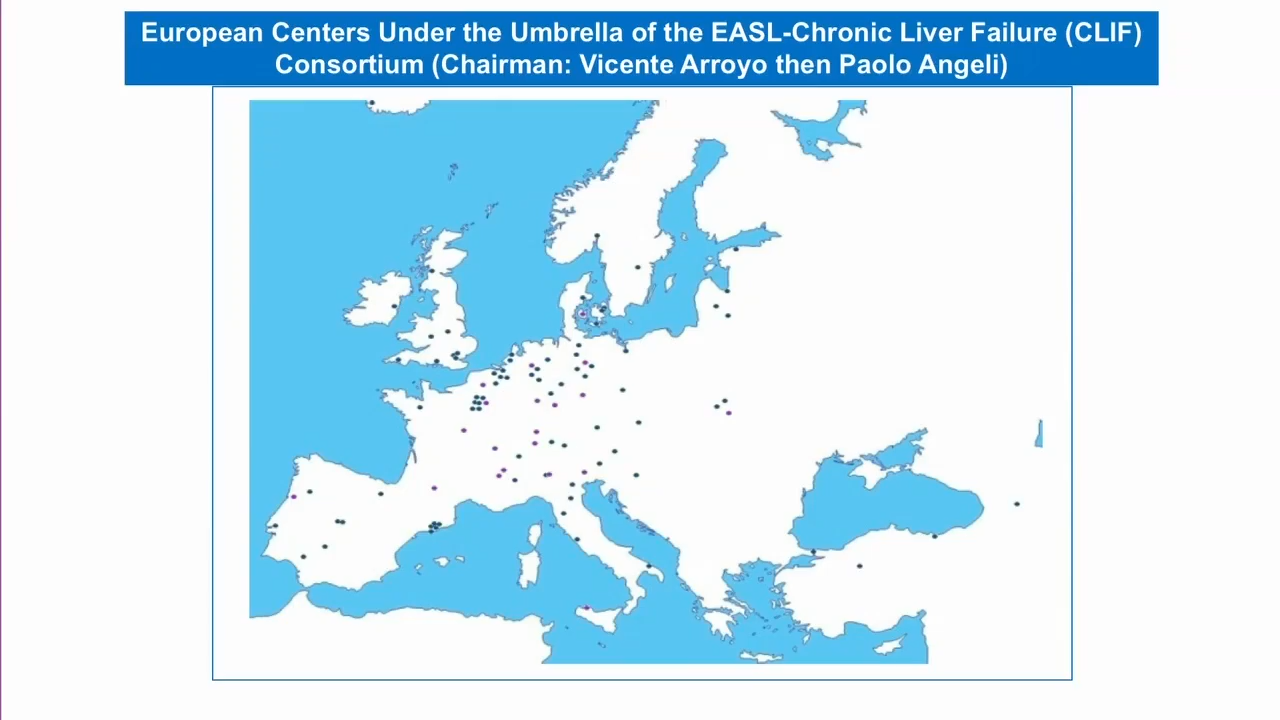 European Centers Under the Umbrella of the EASL-Chronic Liver Failure (CLIF)
Consortium (Chairman: Vicente Arroyo then Paolo Angeli)